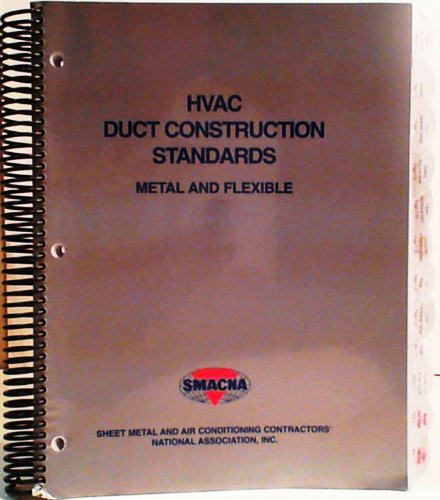 HVAC
DUCT CONSTRUCTION
STANDARDS
METAL AND FLEXIBLE
SMACNA
SHEET METAL AND AIR CONDITIONING CONTRACTORS'
NATIONAL ASSOCIATION, INC.